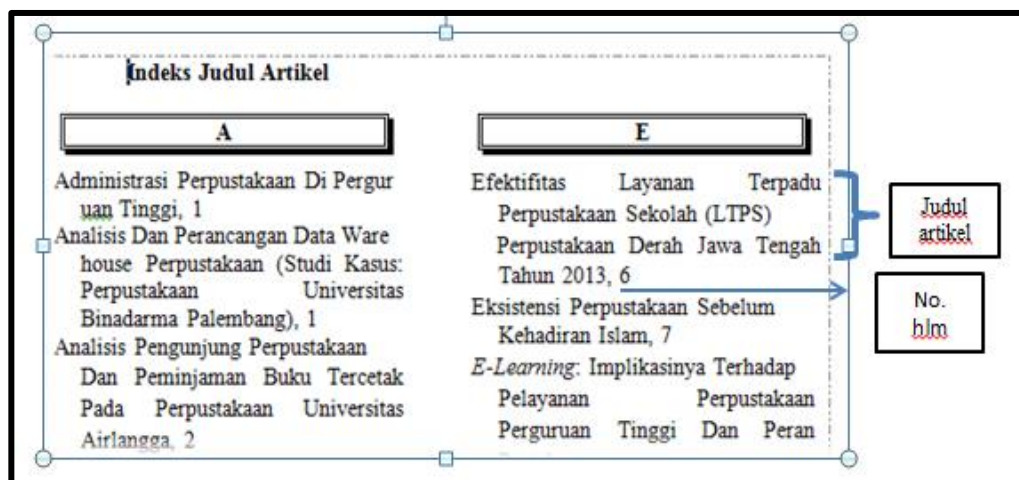 Indeks Judul Artikel
A
Administrasi Perpustakaan Di Pergur
uan Tinggi, 1
Analisis Dan Perancangan Data Ware
house Perpustakaan (Studi Kasus:
Perpustakaan Universitas
Binadarma Palembang), 1
Analisis Pengunjung Perpustakaan
Dan Peminjaman Buku Tercetak
Pada Perpustakaan Universitas
Airlangga, 2
E
Efektifitas Layanan Terpadu
Perpustakaan Sekolah (LTPS)
Perpustakaan Derah Jawa Tengah
Tahun 2013, 6
Eksistensi Perpustakaan Sebelum
Kehadiran Islam, 7
E-Learning: Implikasinya Terhadap
Pelayanan Perpustakaan
Perguruan Tinggi Dan Peran
Judul
artikel
No.
hlm